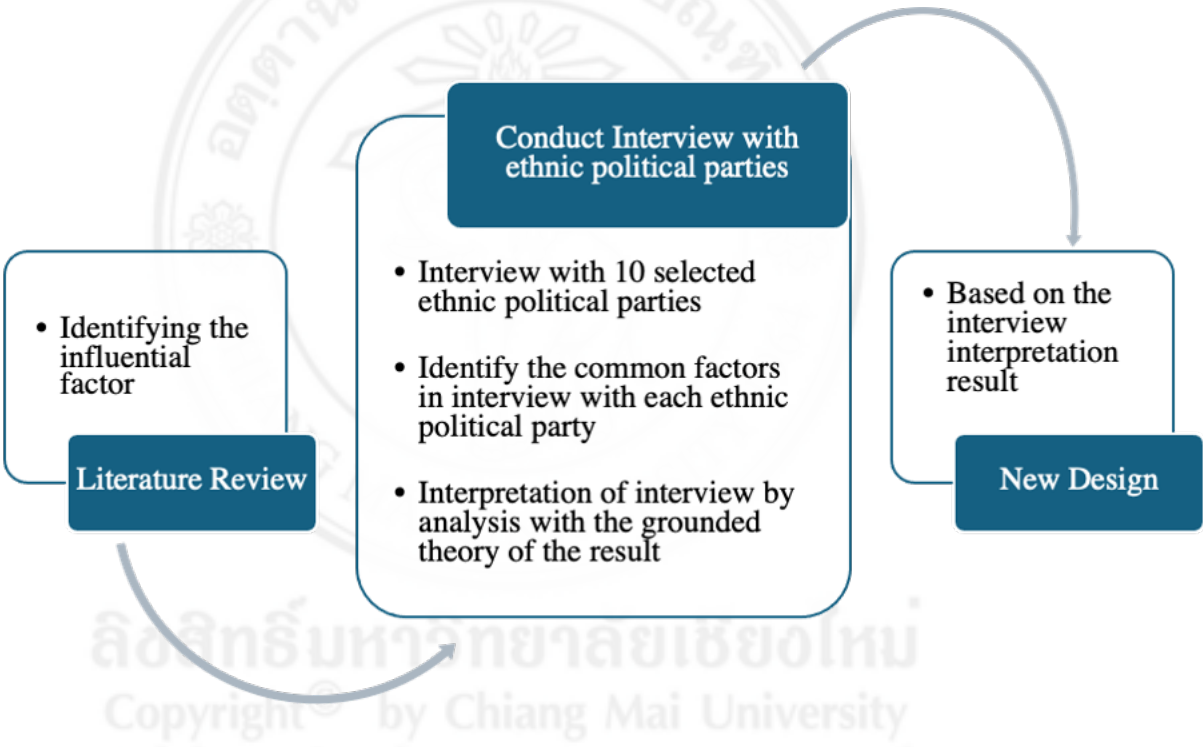 Conduct Interview with
ethnic political parties
• Identifying the
influential
factor
Literature Review
• Interview with 10 selected
ethnic political parties
• Identify the common factors
in interview with each ethnic
political party
• Interpretation of interview by
analysis with the grounded
theory of the result
• Based on the
interview
interpretation
result
New Design
ลิขสิทธิ์มหาวิทยาลัยเชียงใหม่
Copyright© by Chiang Mai University